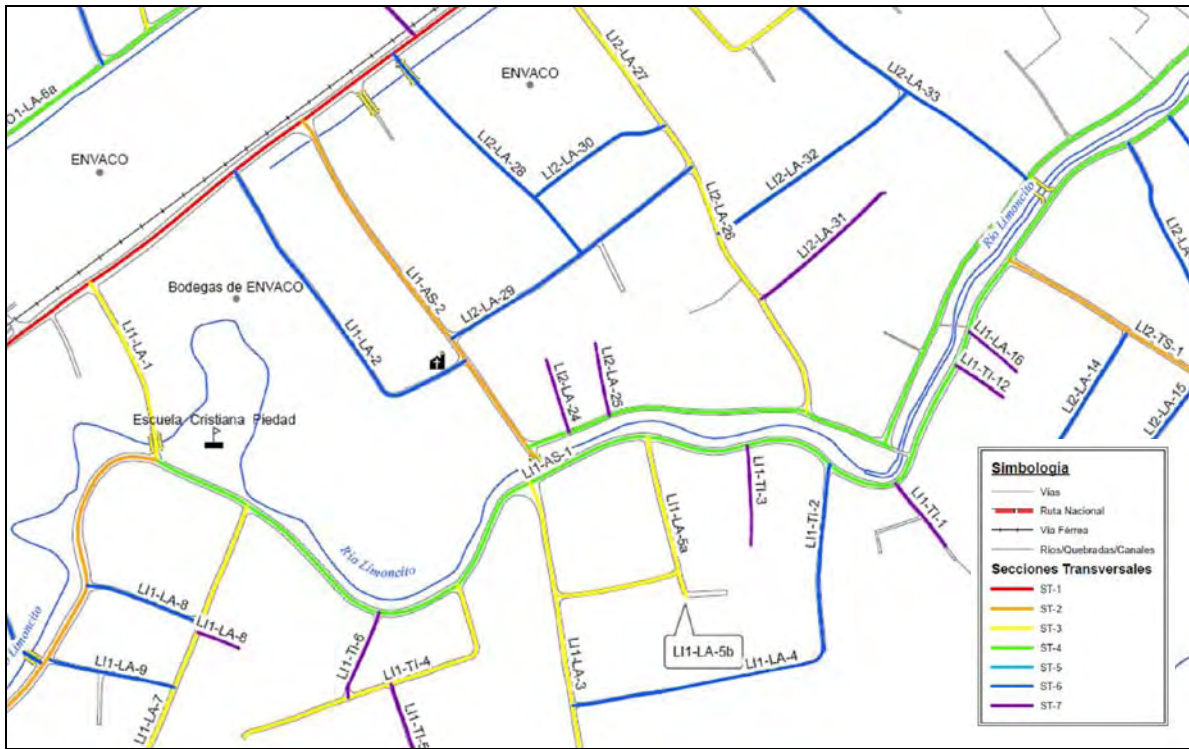 O1-LA-6a
ENVACO
ENVACO
LI2-LA-27
LI2-LA-33
LI2-LA-28
LI2-LA-30
LI2-LA-32
LI2-LA-26
LI2-LA-31
Río Limoncito
LI2-LA
Bodegas de ENVACO
LI1-AS-2
LI2-LA-29
LI1-LA-1
LI1-LA-2
LI2-TS-1
LI1-LA-16
LI1-TI-12
LI2-LA-14
LI2-LA-15
LI2-LA-24
LI2-LA-25
Escuela Cristiana Piedad
LI1-AS-1
LI1-TI-3
LI1-TI-2
LI1-TI-1
LI1-LA-5a
Río Limoncito
LI1-LA-8
LI1-LA-8
o Limoncito
LI1-LA-9
LI1-LA-7
LI1-TI-6
LI1-TI-4
LI1-TI-5
LI1-LA-3
LI1-LA-4
LI1-LA-5b
Simbología
Vías
Ruta Nacional
Vía Férrea
Ríos/Quebradas/Canales
Secciones Transversales
ST-1
ST-2
ST-3
ST-4
ST-5
ST-6
ST-7